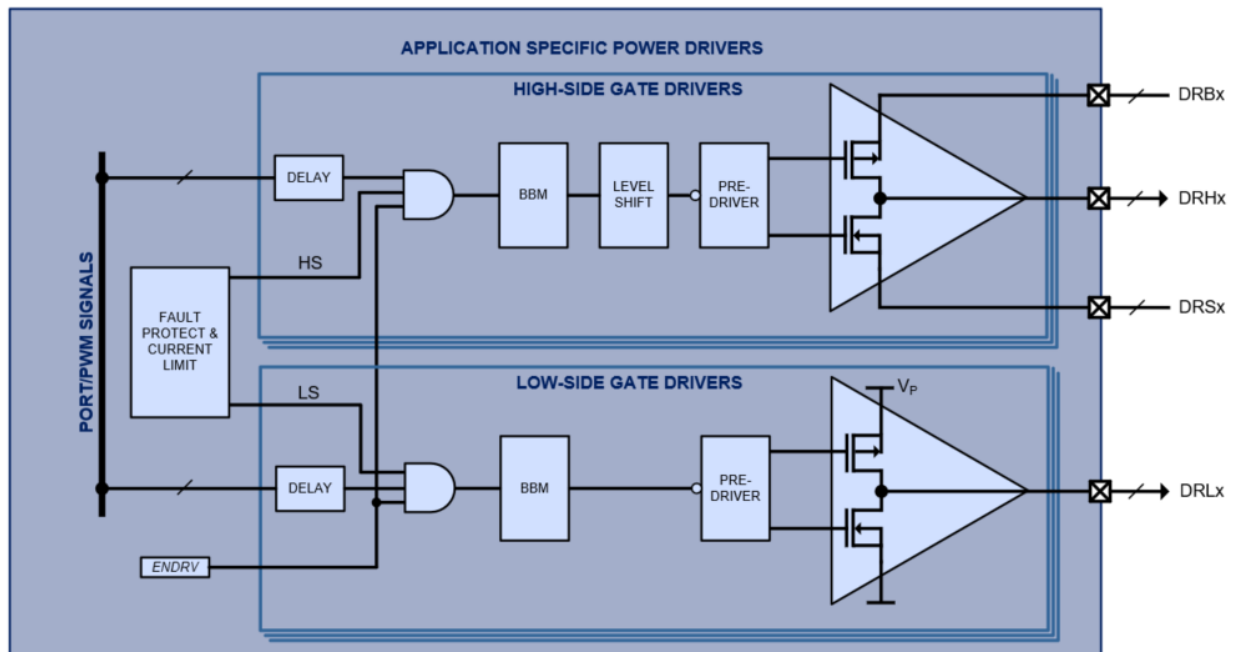 APPLICATION SPECIFIC POWER DRIVERS
HIGH-SIDE GATE DRIVERS
DRBx
DELAY
BBM
LEVEL
SHIFT
PRE-
DRIVER
DRHx
HS
PORT/PWM SIGNALS
FAULT
PROTECT &
CURRENT
LIMIT
DRSx
LS
LOW-SIDE GATE DRIVERS
VP
DELAY
BBM
PRE-
DRIVER
DRLx
ENDRV